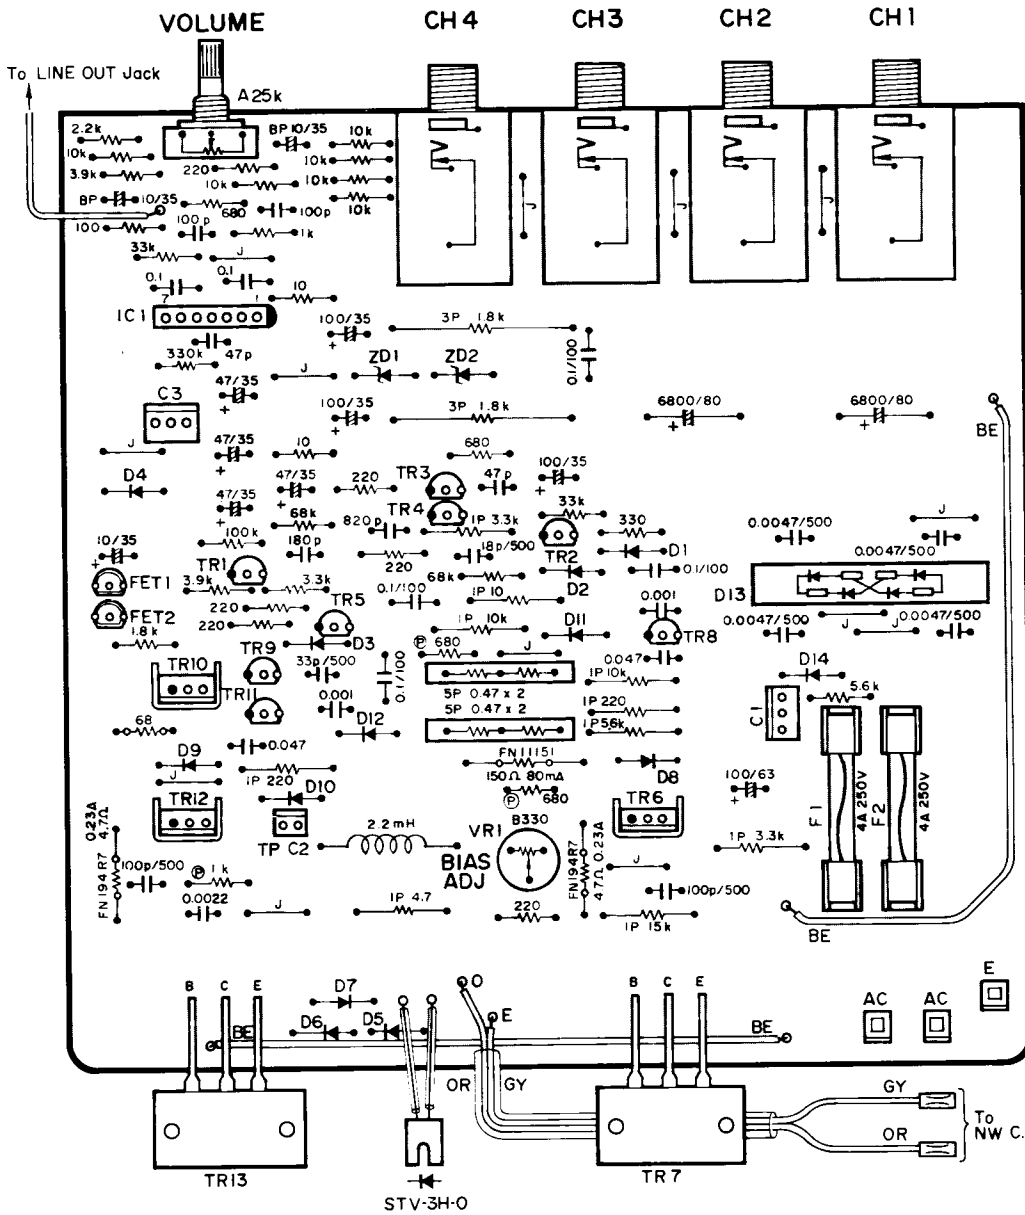 VOLUME CH4 CH3 CH2 CH1
To LINE OUT Jack
A25k
2.2k BP 10/35 10k
10k 10k
3.9k 220 10k
10k 10k
BP 10/35 680 100p
100 100p 1k
33k J J J J
0.1 0.1
7 1 10
IC1
100/35 3P 1.8k
330k 47p 0.1/100
ZD1 ZD2
J
47/35
C3 100/35 3P 1.8k 6800/80 6800/80
BE
J 47/35 10 680
D4 47/35 220 TR3 47p 100/35
47/35 68k TR4 33k
820p 1P 3.3k 330 0.0047/500 J
10/35 100k 180p 220 18p/500 TR2 D1 0.0047/500
FET1 TR1 3.9k 3.3k 68k D2 0.1/100 D13
0.1/100 1P 10 0.001
FET2 220 TR5 1P 10k D11 TR8 0.0047/500 J J 0.0047/500
1.8k 220 D3 P 680 J 0.047
TR10 TR9 33p/500 0.1/100 1P 10k D14
TR11 0.001 5P 0.47 x 2 1P 220 C1 5.6k
68 D12 5P 0.47 x 2 1P 5.6k
D9 0.047 FN11151
J 1P 220 150Ω 80mA D8
D10 P 680 100/63
TR12 TP C2 2.2mH VR1 B330 TR6 F1 4A 250V F2 4A 250V
0.23A 4.7Ω BIAS ADJ 1P 3.3k
FN194R7 100p/500 P 1k FN194R7 4.7Ω 0.23A J 100p/500
0.0022 J 1P 4.7 220 1P 15k BE
B C E D7 O B C E E
D6 D5 E AC AC
BE BE
OR GY GY
To NW C.
OR
TR13 TR7
STV-3H-O